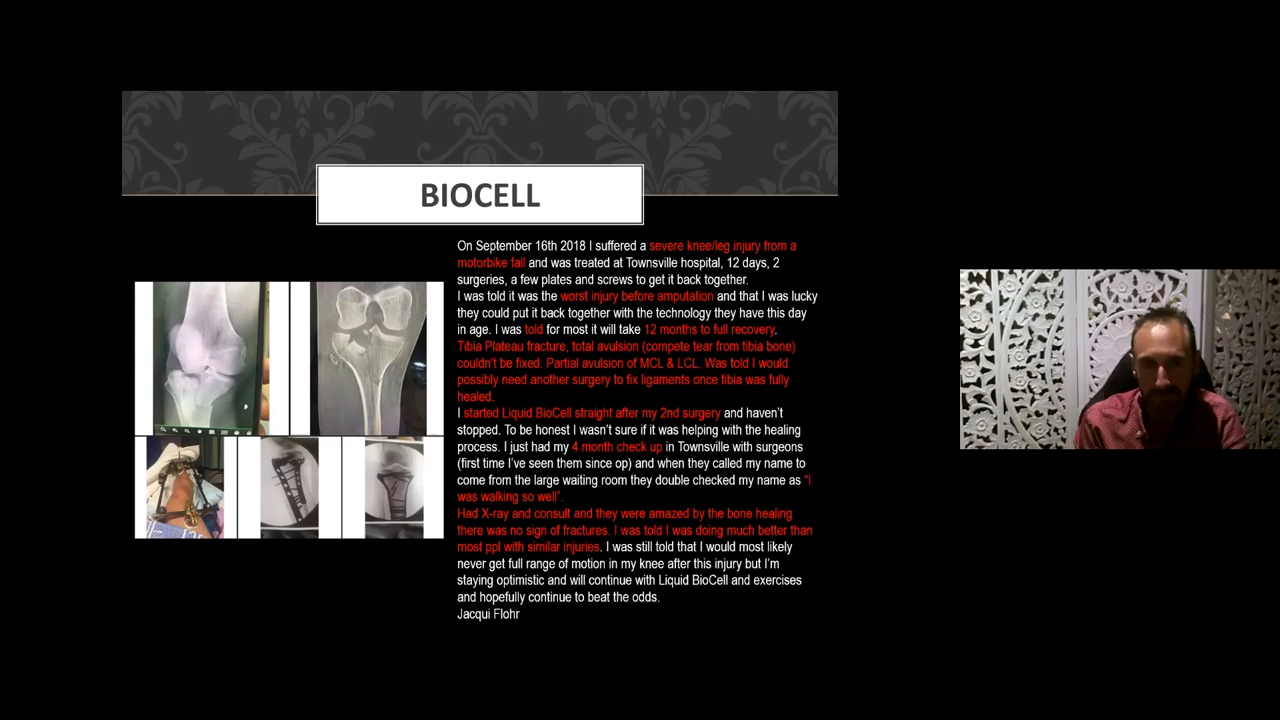 BIOCELL
On September 16th 2018 I suffered a severe knee/leg injury from a
motorbike fall and was treated at Townsville hospital, 12 days, 2
surgeries, a few plates and screws to get it back together.
I was told it was the worst injury before amputation and that I was lucky
they could put it back together with the technology they have this day
in age. I was told for most it will take 12 months to full recovery.
Tibia Plateau fracture, total avulsion (compete tear from tibia bone)
couldn't be fixed. Partial avulsion of MCL & LCL. Was told I would
possibly need another surgery to fix ligaments once tibia was fully
healed.
I started Liquid BioCell straight after my 2nd surgery and haven't
stopped. To be honest I wasn't sure if it was helping with the healing
process. I just had my 4 month check up in Townsville with surgeons
(first time I've seen them since op) and when they called my name to
come from the large waiting room they double checked my name as "I
was walking so well".
Had X-ray and consult and they were amazed by the bone healing
there was no sign of fractures. I was told I was doing much better than
most ppl with similar injuries. I was still told that I would most likely
never get full range of motion in my knee after this injury but I'm
staying optimistic and will continue with Liquid BioCell and exercises
and hopefully continue to beat the odds.
Jacqui Flohr